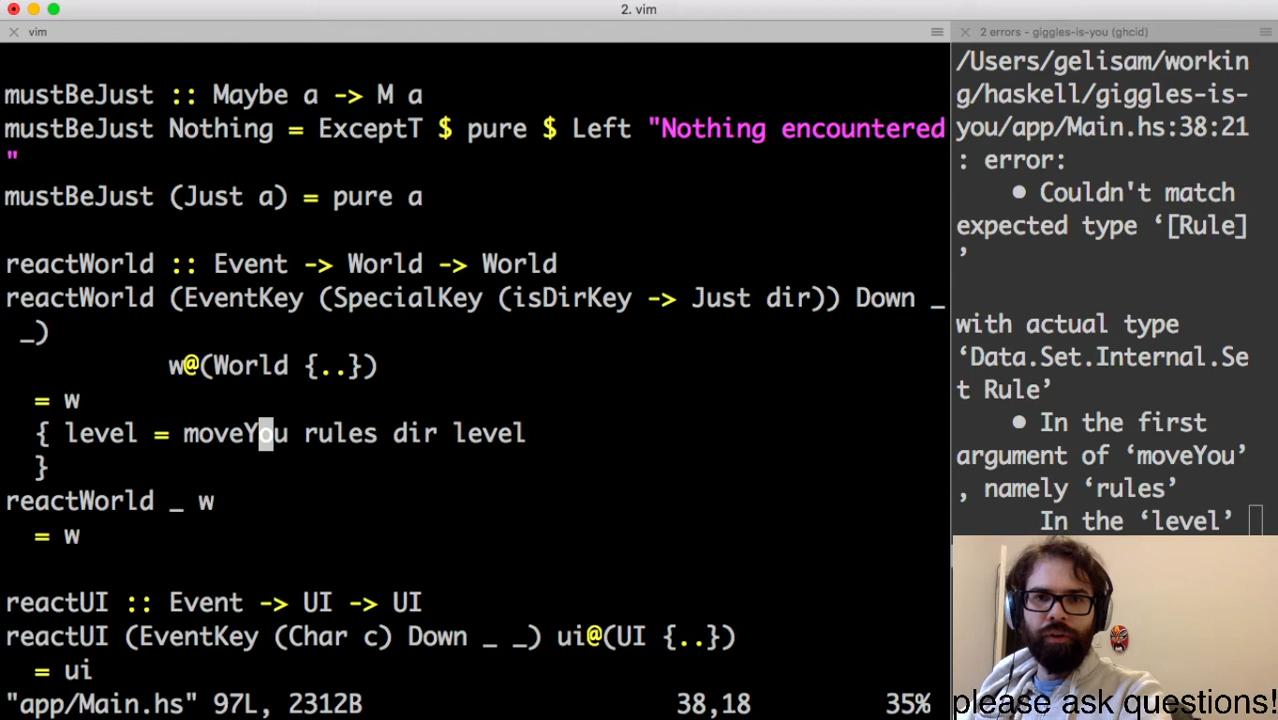 2. vim
vim
2 errors - giggles-is-you (ghcid)
mustBeJust :: Maybe a -> M a
mustBeJust Nothing = ExceptT $ pure $ Left "Nothing encountered
"
mustBeJust (Just a) = pure a
reactWorld :: Event -> World -> World
reactWorld (EventKey (SpecialKey (isDirKey -> Just dir)) Down _
_)
w@(World {..})
= w
{ level = moveYou rules dir level
}
reactWorld _ w
= w
reactUI :: Event -> UI -> UI
reactUI (EventKey (Char c) Down _ _) ui@(UI {..})
= ui
"app/Main.hs" 97L, 2312B 38,18 35%
/Users/gelisam/workin
g/haskell/giggles-is-
you/app/Main.hs:38:21
: error:
• Couldn't match
expected type ‘[Rule]
’
with actual type
‘Data.Set.Internal.Se
t Rule’
• In the first
argument of ‘moveYou’
, namely ‘rules’
In the ‘level’
please ask questions!